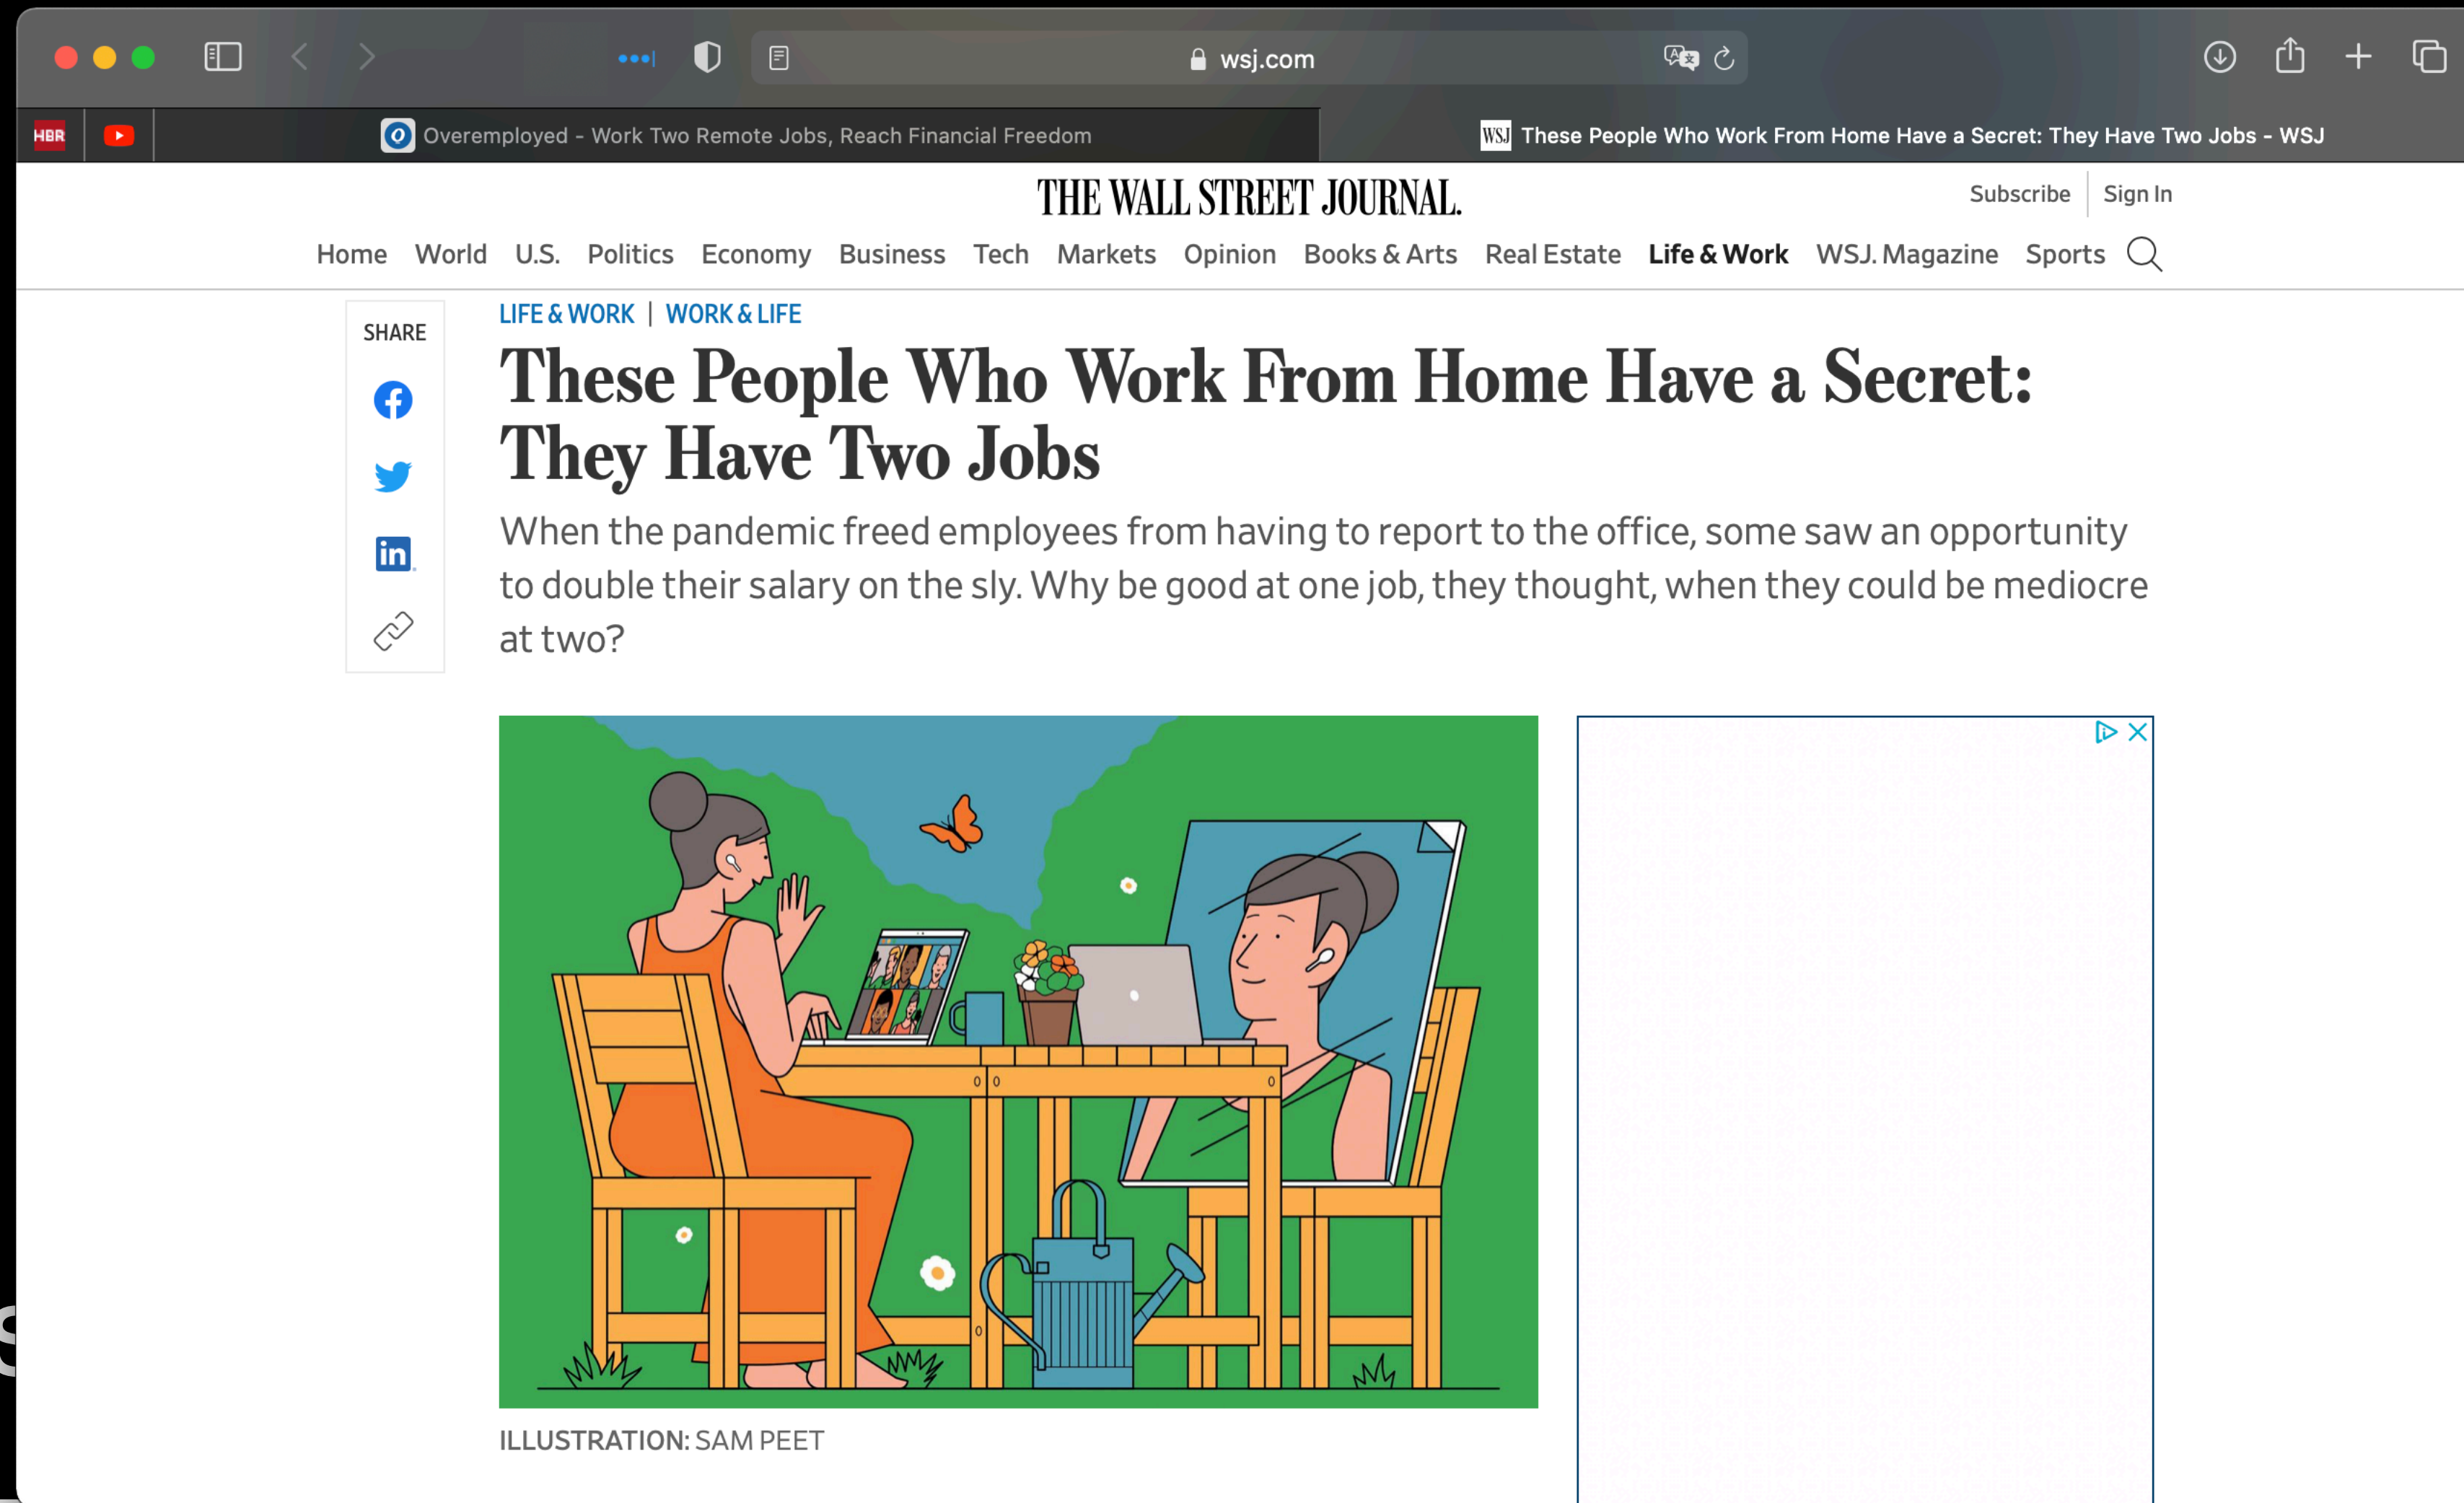 wsj.com
HBR
Overemployed - Work Two Remote Jobs, Reach Financial Freedom
WSJ These People Who Work From Home Have a Secret: They Have Two Jobs - WSJ
THE WALL STREET JOURNAL.
Subscribe Sign In
Home World U.S. Politics Economy Business Tech Markets Opinion Books & Arts Real Estate Life & Work WSJ. Magazine Sports
SHARE
LIFE & WORK | WORK & LIFE
These People Who Work From Home Have a Secret:
They Have Two Jobs
When the pandemic freed employees from having to report to the office, some saw an opportunity
to double their salary on the sly. Why be good at one job, they thought, when they could be mediocre
at two?
ILLUSTRATION: SAM PEET